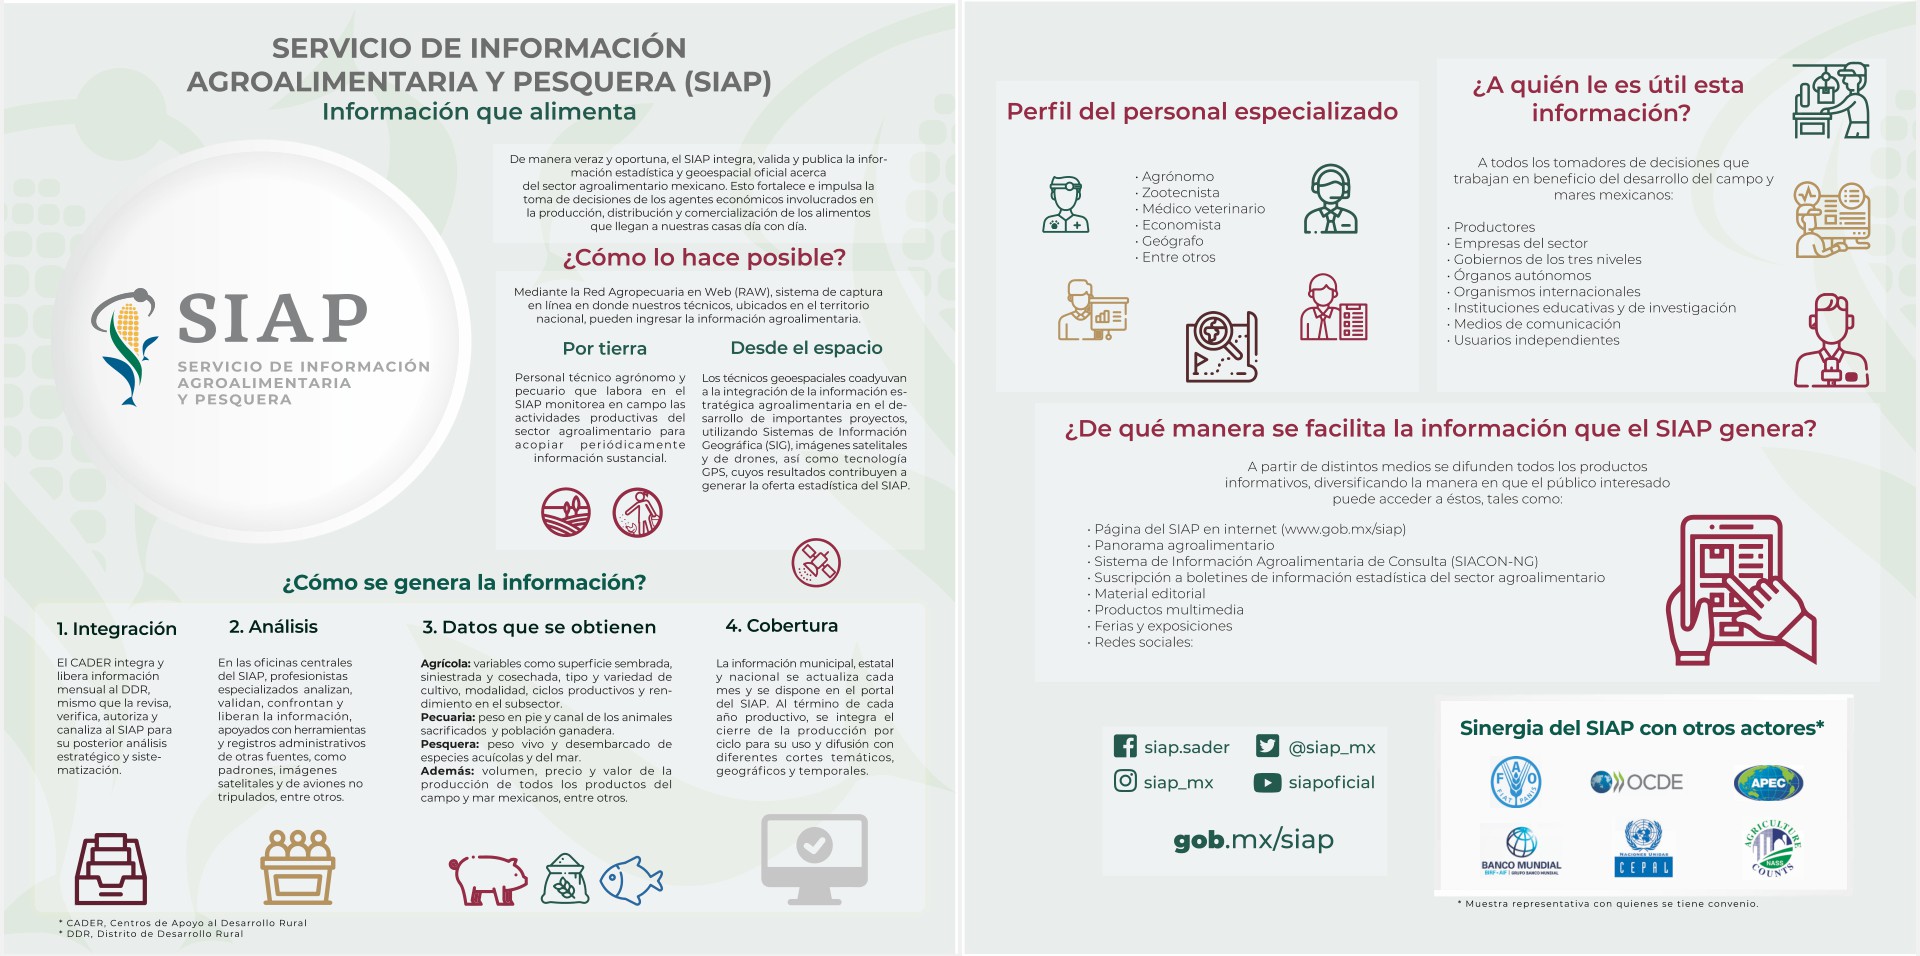 SERVICIO DE INFORMACIÓN
AGROALIMENTARIA Y PESQUERA (SIAP)
Información que alimenta
SIAP
SERVICIO DE INFORMACIÓN
AGROALIMENTARIA
Y PESQUERA
De manera veraz y oportuna, el SIAP integra, valida y publica la infor-
mación estadística y geoespacial oficial acerca
del sector agroalimentario mexicano. Esto fortalece e impulsa la
toma de decisiones de los agentes económicos involucrados en
la producción, distribución y comercialización de los alimentos
que llegan a nuestras casas día con día.
¿Cómo lo hace posible?
Mediante la Red Agropecuaria en Web (RAW), sistema de captura
en línea en donde nuestros técnicos, ubicados en el territorio
nacional, pueden ingresar la información agroalimentaria.
Por tierra
Personal técnico agrónomo y
pecuario que labora en el
SIAP monitorea en campo las
actividades productivas del
sector agroalimentario para
acopiar periódicamente
información sustancial.
Desde el espacio
Los técnicos geoespaciales coadyuvan
a la integración de la información es-
tratégica agroalimentaria en el de-
sarrollo de importantes proyectos,
utilizando Sistemas de Información
Geográfica (SIG), imágenes satelitales
y de drones, así como tecnología
GPS, cuyos resultados contribuyen a
generar la oferta estadística del SIAP.
¿Cómo se genera la información?
1. Integración
El CADER integra y
libera información
mensual al DDR,
mismo que la revisa,
verifica, autoriza y
canaliza al SIAP para
su posterior análisis
estratégico y siste-
matización.
2. Análisis
En las oficinas centrales
del SIAP, profesionistas
especializados analizan,
validan, confrontan y
liberan la información,
apoyados con herramientas
y registros administrativos
de otras fuentes, como
padrones, imágenes
satelitales y de aviones no
tripulados, entre otros.
3. Datos que se obtienen
Agrícola: variables como superficie sembrada,
siniestrada y cosechada, tipo y variedad de
cultivo, modalidad, ciclos productivos y ren-
dimiento en el subsector.
Pecuaria: peso en pie y canal de los animales
sacrificados y población ganadera.
Pesquera: peso vivo y desembarcado de
especies acuícolas y del mar.
Además: volumen, precio y valor de la
producción de todos los productos del
campo y mar mexicanos, entre otros.
4. Cobertura
La información municipal, estatal
y nacional se actualiza cada
mes y se dispone en el portal
del SIAP. Al término de cada
año productivo, se integra el
cierre de la producción por
ciclo para su uso y difusión con
diferentes cortes temáticos,
geográficos y temporales.
* CADER, Centros de Apoyo al Desarrollo Rural
* DDR, Distrito de Desarrollo Rural
Perfil del personal especializado
· Agrónomo
· Zootecnista
· Médico veterinario
· Economista
· Geógrafo
· Entre otros
¿A quién le es útil esta
información?
A todos los tomadores de decisiones que
trabajan en beneficio del desarrollo del campo y
mares mexicanos:
· Productores
· Empresas del sector
· Gobiernos de los tres niveles
· Órganos autónomos
· Organismos internacionales
· Instituciones educativas y de investigación
· Medios de comunicación
· Usuarios independientes
¿De qué manera se facilita la información que el SIAP genera?
A partir de distintos medios se difunden todos los productos
informativos, diversificando la manera en que el público interesado
puede acceder a éstos, tales como:
· Página del SIAP en internet (www.gob.mx/siap)
· Panorama agroalimentario
· Sistema de Información Agroalimentaria de Consulta (SIACON-NG)
· Suscripción a boletines de información estadística del sector agroalimentario
· Material editorial
· Productos multimedia
· Ferias y exposiciones
· Redes sociales:
siap.sader
@siap_mx
siap_mx
siapoficial
gob.mx/siap
Sinergia del SIAP con otros actores*
FAO
FIAT PANIS
OCDE
APEC
BANCO MUNDIAL
BIRF • AIF | GRUPO BANCO MUNDIAL
NACIONES UNIDAS
CEPAL
AGRICULTURE
NASS
COUNTS
* Muestra representativa con quienes se tiene convenio.